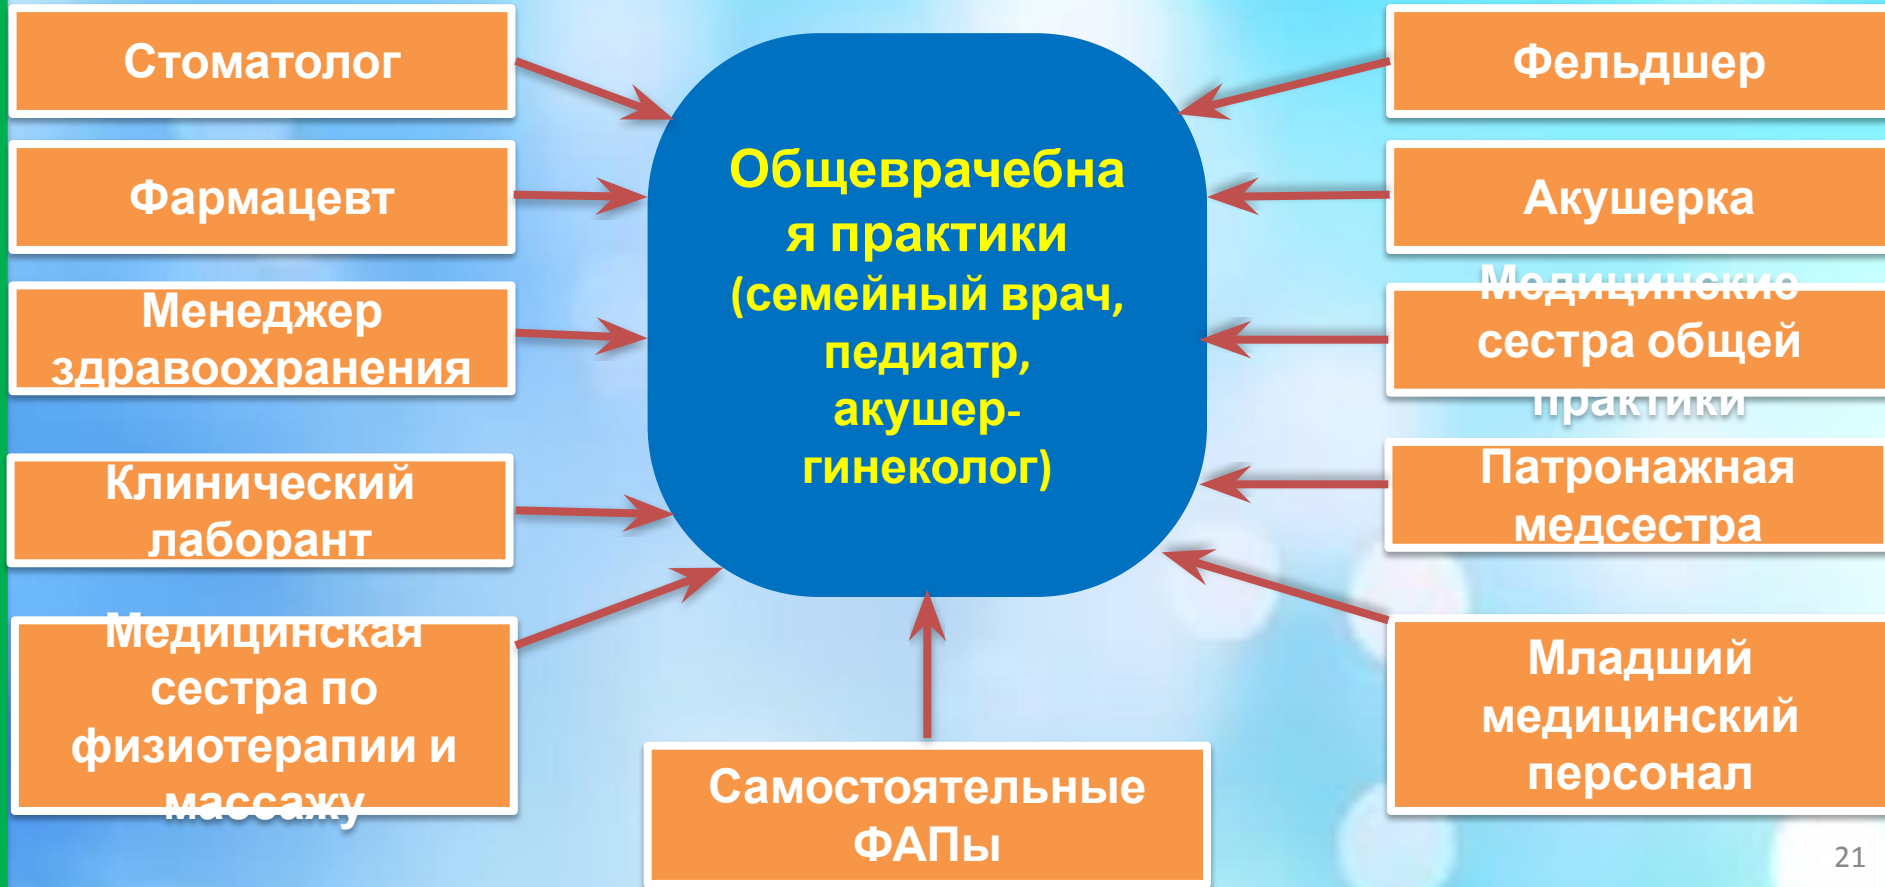 Стоматолог
Фармацевт
Менеджер
здравоохранения
Клинический
лаборант
Медицинская
сестра по
физиотерапии и
массажу
Общеврачебна
я практики
(семейный врач,
педиатр,
акушер-
гинеколог)
Самостоятельные
ФАПы
Фельдшер
Акушерка
Медицинские
сестра общей
практики
Патронажная
медсестра
Младший
медицинский
персонал
21